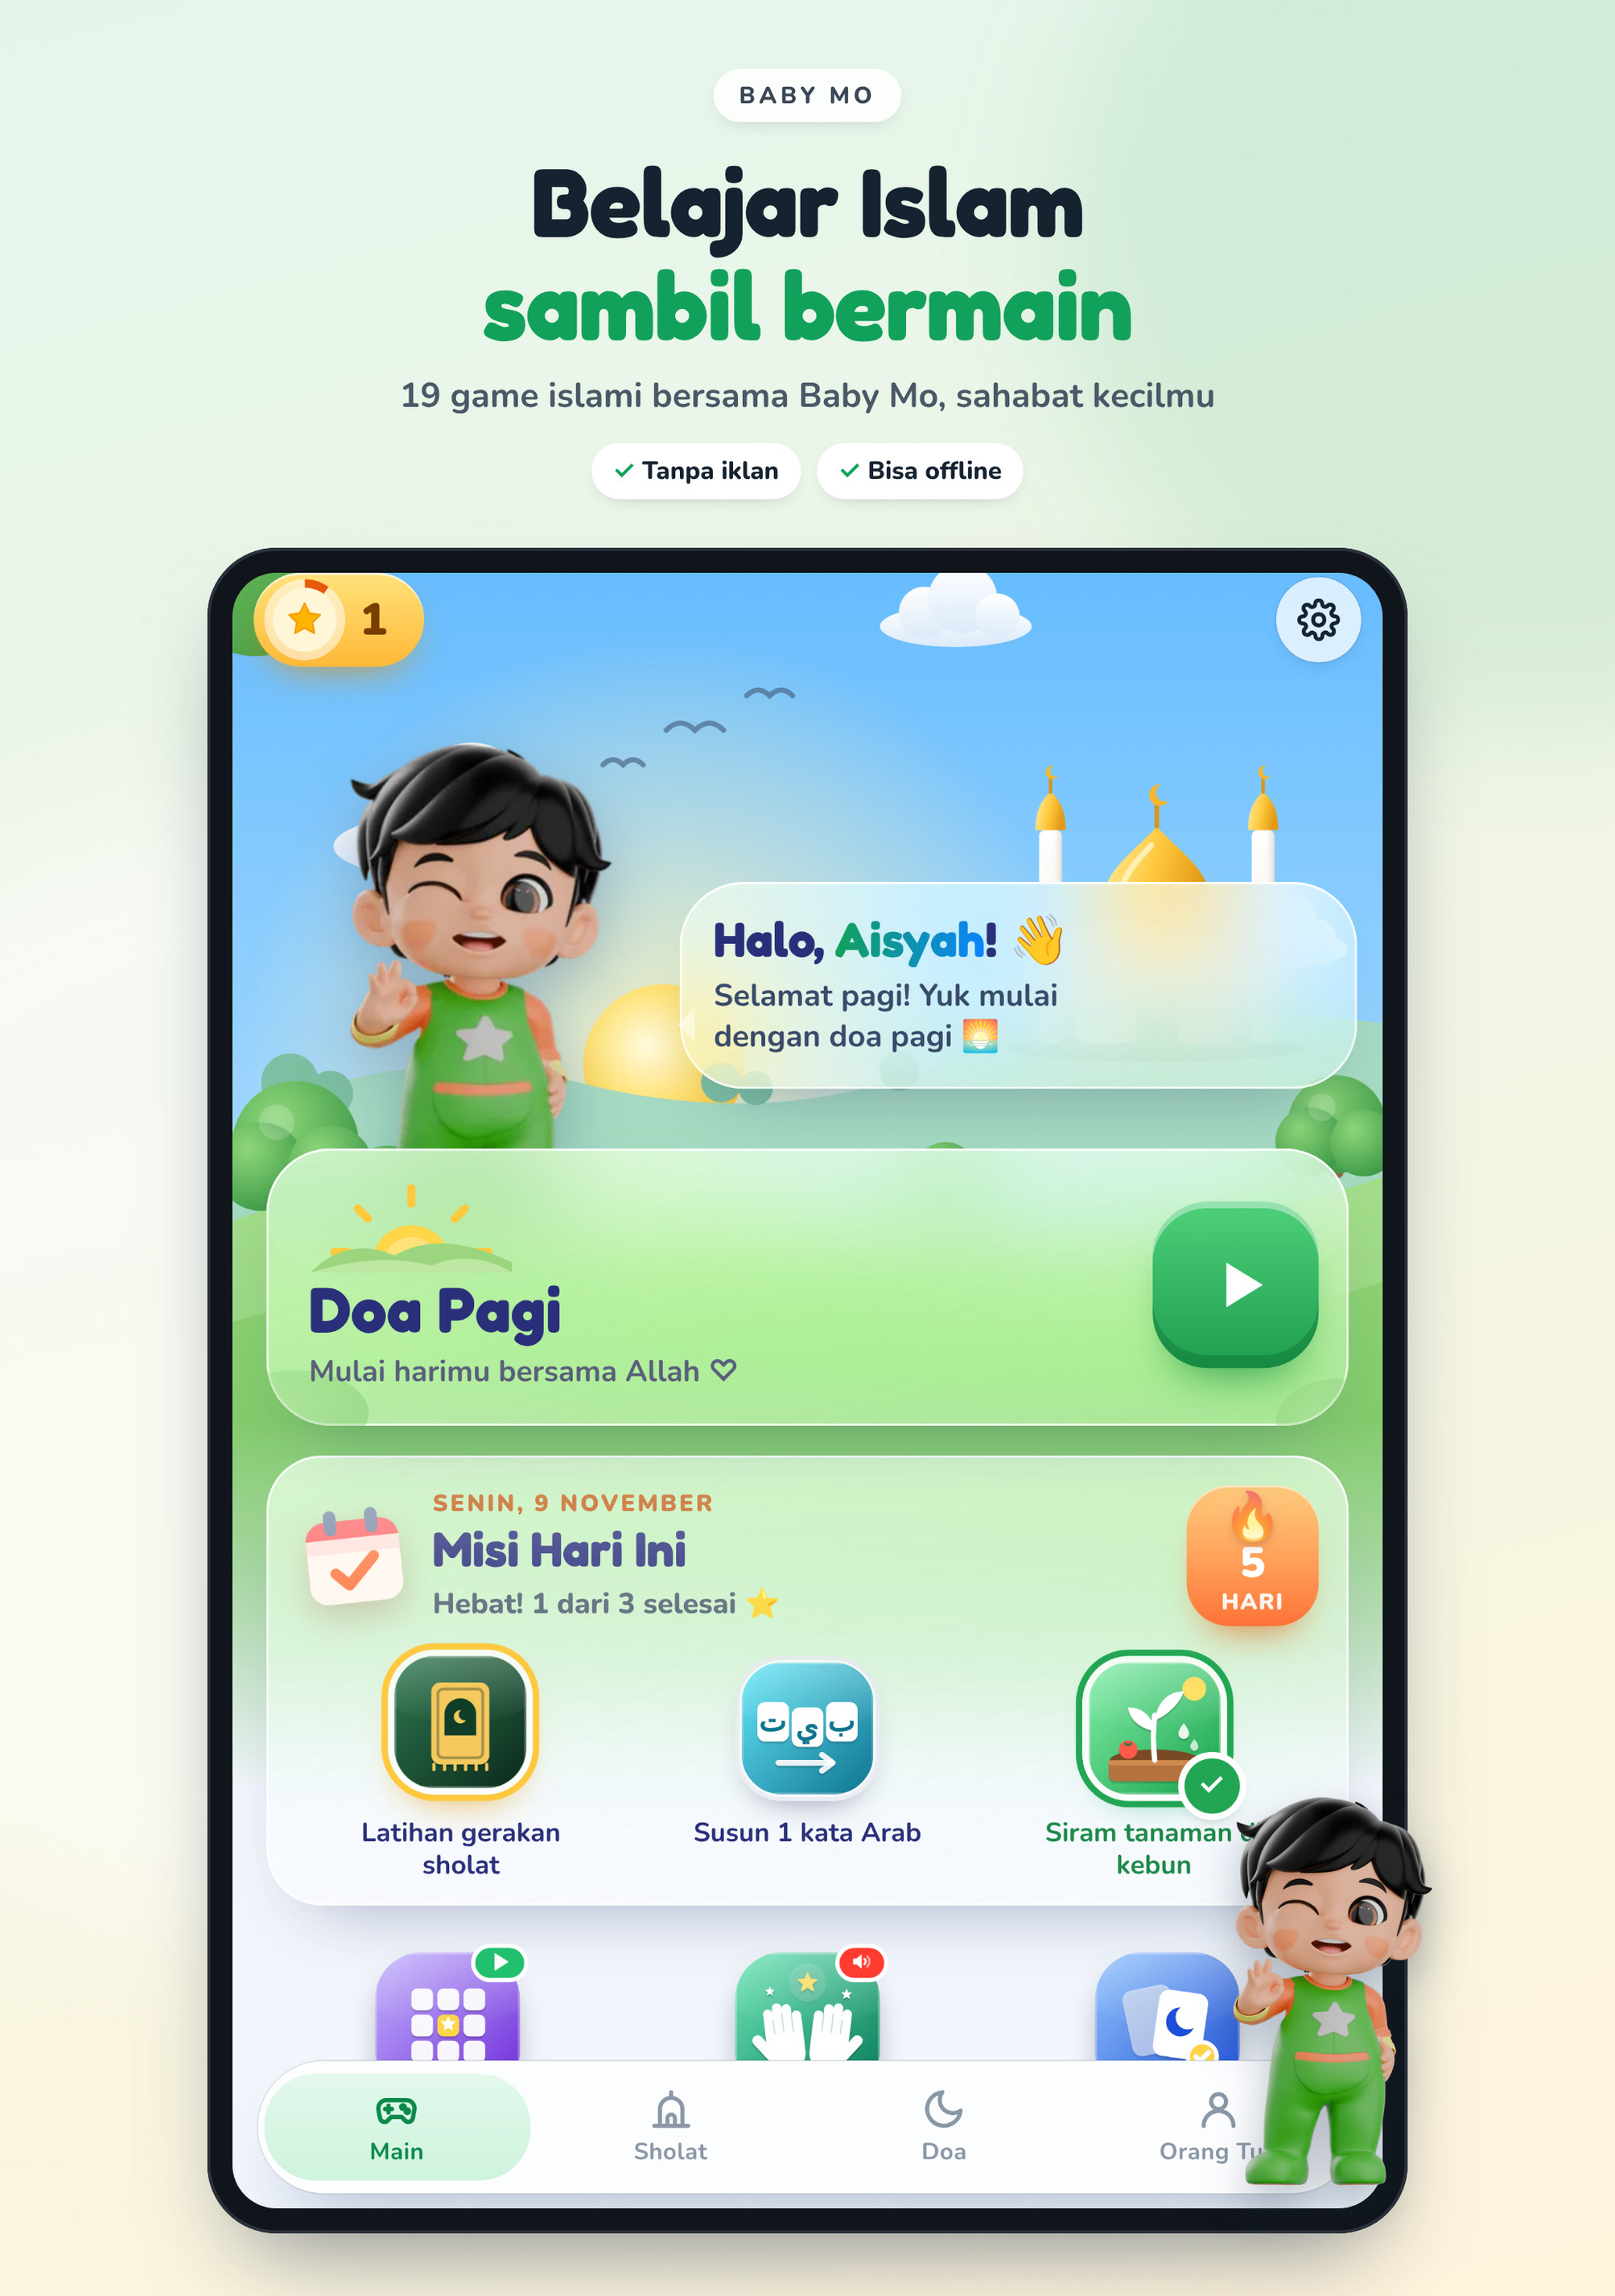 BABY MO
Belajar Islam
sambil bermain
19 game islami bersama Baby Mo, sahabat kecilmu
✓ Tanpa iklan
✓ Bisa offline
1
Halo, Aisyah! 👋
Selamat pagi! Yuk mulai
dengan doa pagi 🌅
Doa Pagi
Mulai harimu bersama Allah ♡
SENIN, 9 NOVEMBER
Misi Hari Ini
Hebat! 1 dari 3 selesai ⭐
5
HARI
ب ي ت
Latihan gerakan
sholat
Susun 1 kata Arab
Siram tanaman
kebun
Main
Sholat
Doa
Orang